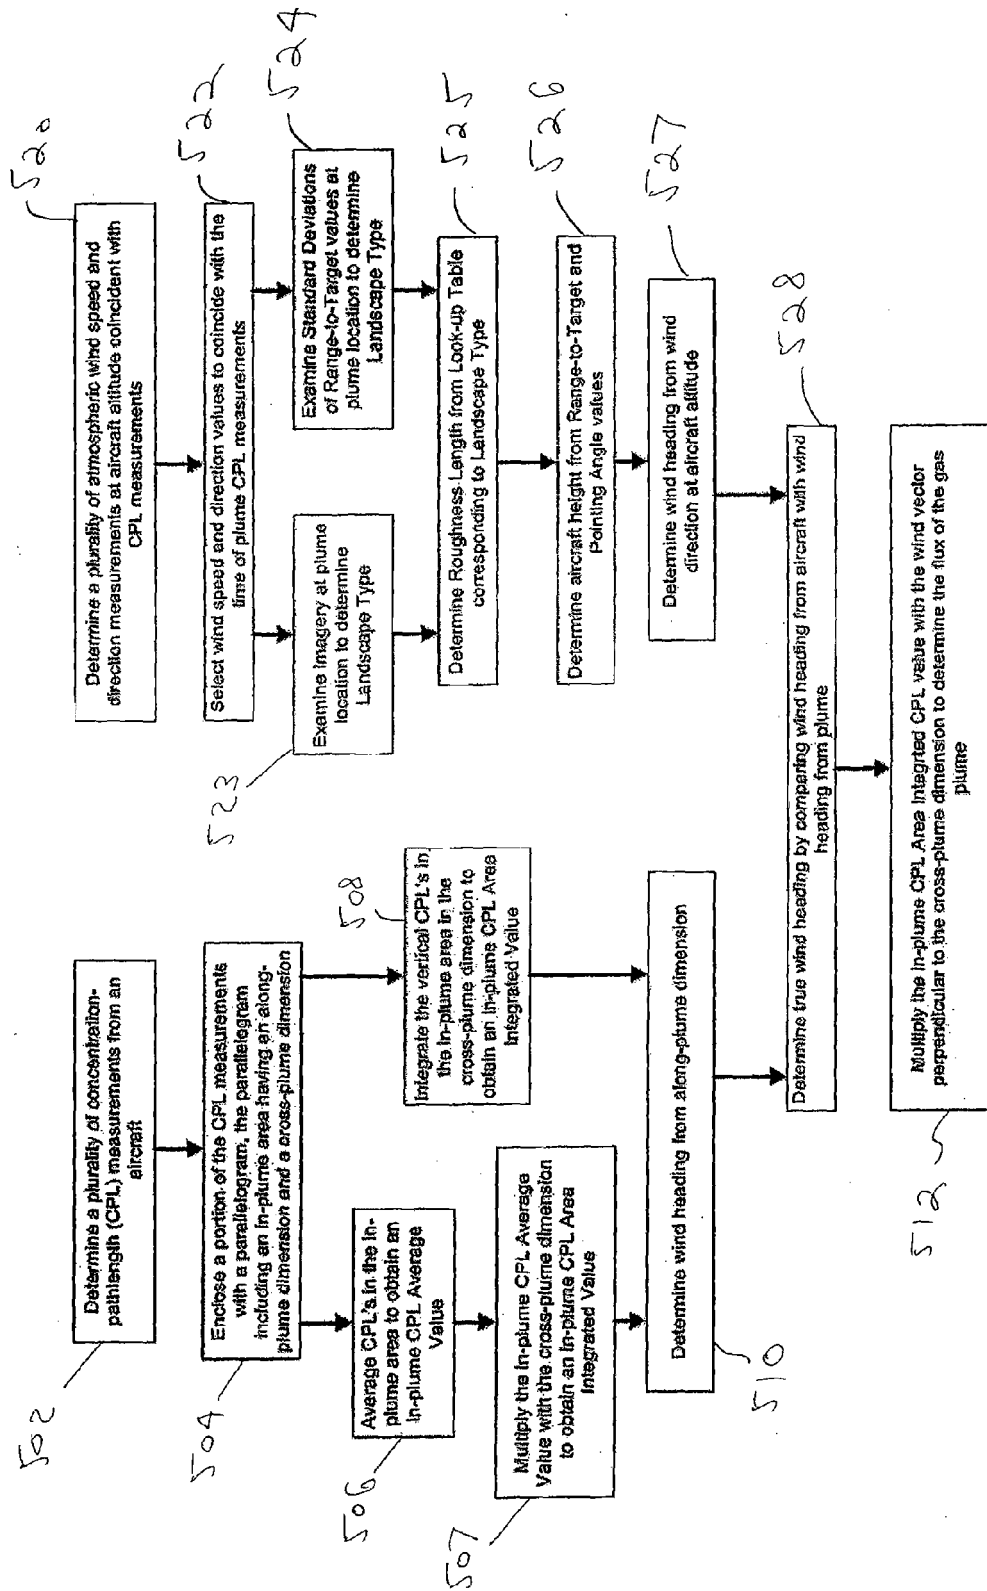 502
Determine a plurality of concentration-
pathlength (CPL) measurements from an
aircraft
504
Enclose a portion of the CPL measurements
with a parallelogram, the parallelogram
including an in-plume area having an along-
plume dimension and a cross-plume dimension
506
Average CPL's in the in-
plume area to obtain an
in-plume CPL Average
Value
507
Multiply the in-plume CPL Average
Value with the cross-plume dimension
to obtain an in-plume CPL Area
Integrated Value
508
Integrate the vertical CPL's in
the in-plume area in the
cross-plume dimension to
obtain an in-plume CPL Area
Integrated Value
510
Determine wind heading from along-plume dimension
520
Determine a plurality of atmospheric wind speed and
direction measurements at aircraft altitude coincident with
CPL measurements
522
Select wind speed and direction values to coincide with the
time of plume CPL measurements
523
Examine Imagery at plume
location to determine
Landscape Type
524
Examine Standard Deviations
of Range-to-Target values at
plume location to determine
Landscape Type
525
Determine Roughness Length from Look-up Table
corresponding to Landscape Type
526
Determine aircraft height from Range-to-Target and
Pointing Angle values
527
Determine wind heading from wind
direction at aircraft altitude
528
Determine true wind heading by comparing wind heading from aircraft with wind
heading from plume
512
Multiply the in-plume CPL Area Integrted CPL value with the wind vector
perpendicular to the cross-plume dimension to determine the flux of the gas
plume